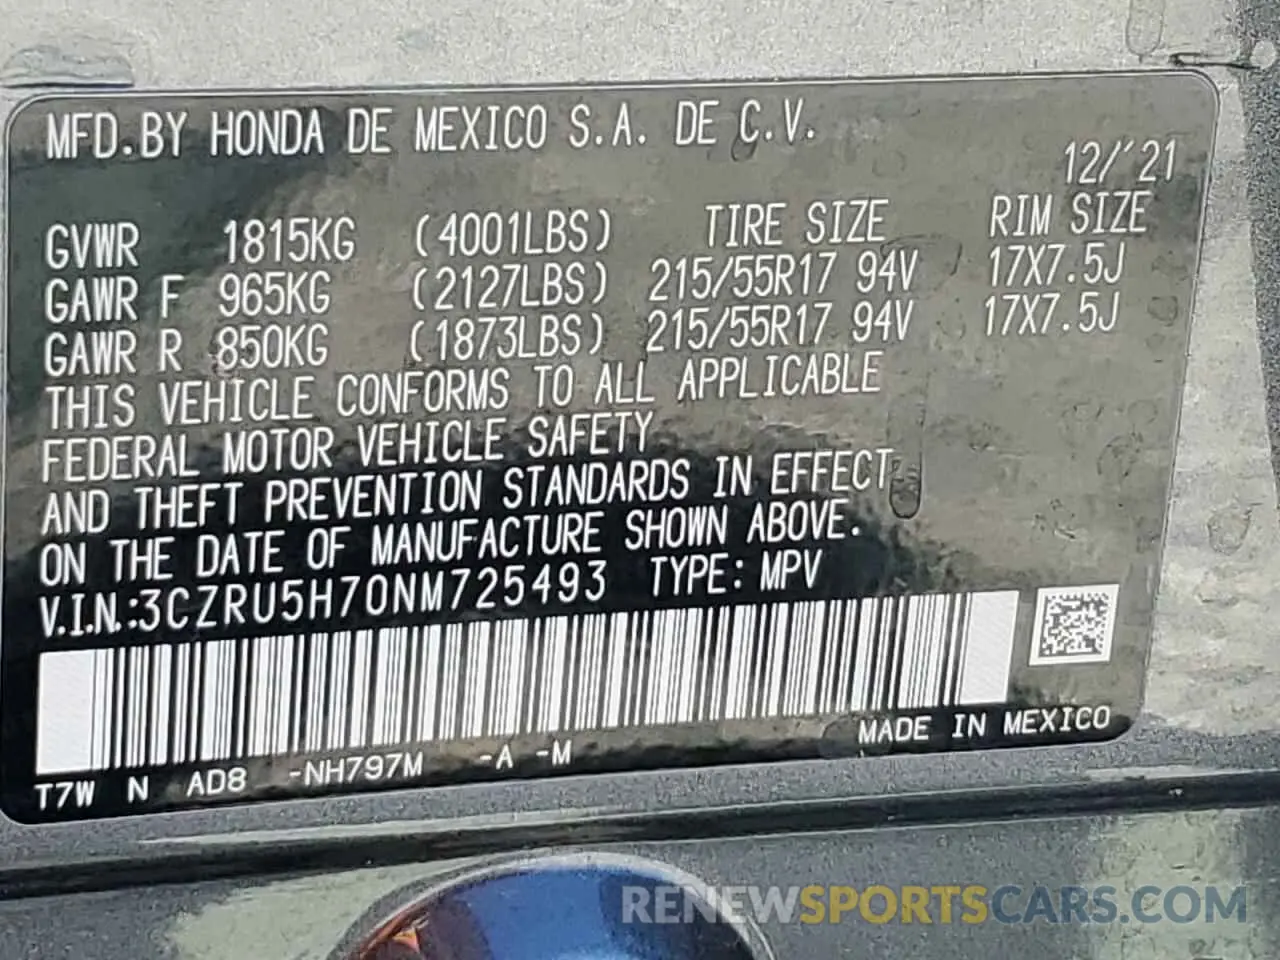 MFD.BY HONDA DE MEXICO S.A. DE C.V.
12/'21
GVWR 1815KG (4001LBS) TIRE SIZE RIM SIZE
GAWR F 965KG (2127LBS) 215/55R17 94V 17X7.5J
GAWR R 850KG (1873LBS) 215/55R17 94V 17X7.5J
THIS VEHICLE CONFORMS TO ALL APPLICABLE
FEDERAL MOTOR VEHICLE SAFETY
AND THEFT PREVENTION STANDARDS IN EFFECT
ON THE DATE OF MANUFACTURE SHOWN ABOVE.
V.I.N.:3CZRU5H70NM725493 TYPE: MPV
MADE IN MEXICO
T7W N AD8 -NH797M -A -M
RENEWSPORTSCARS.COM